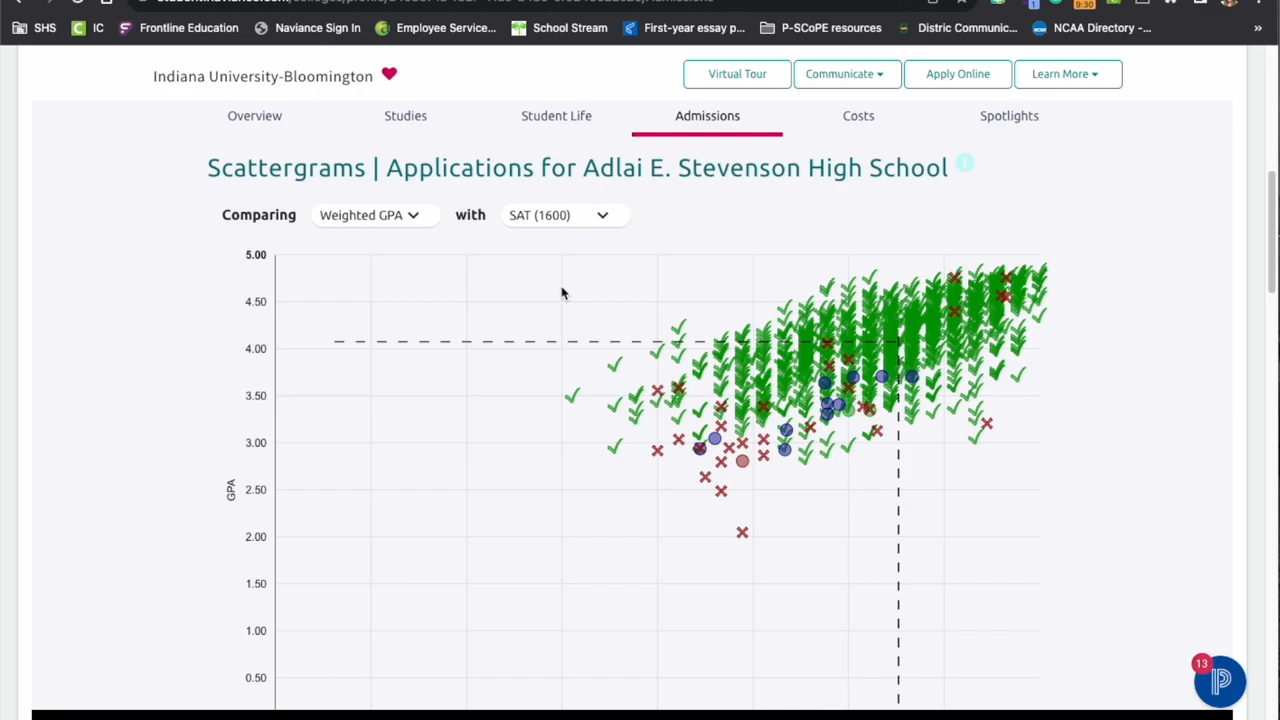 1
9:30
SHS IC Frontline Education Naviance Sign In Employee Service... School Stream First-year essay p... P-SCoPE resources Distric Communic... NCAA Directory -... »
Indiana University-Bloomington Virtual Tour Communicate Apply Online Learn More
Overview Studies Student Life Admissions Costs Spotlights
Scattergrams | Applications for Adlai E. Stevenson High School i
Comparing Weighted GPA with SAT (1600)
5.00
4.50
4.00
3.50
3.00
2.50
GPA
2.00
1.50
1.00
0.50
13